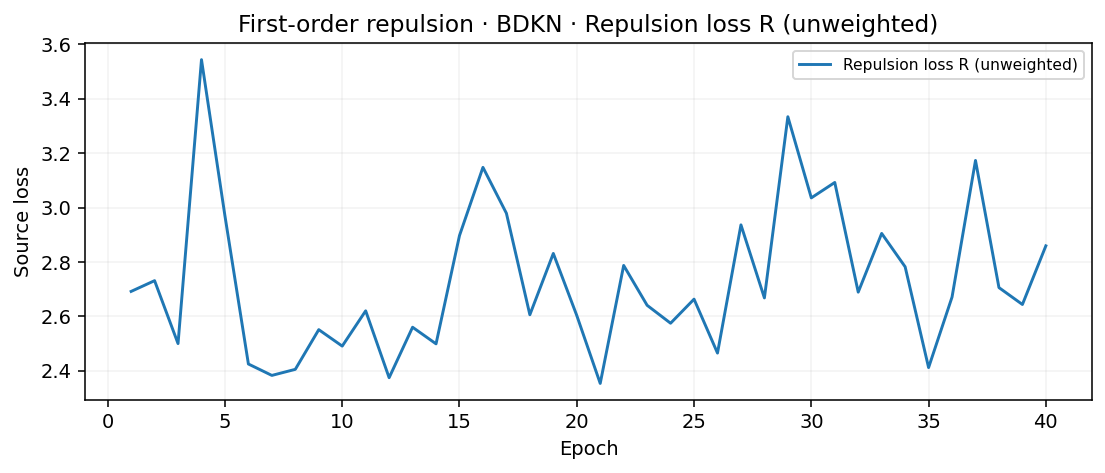 First-order repulsion · BDKN · Repulsion loss R (unweighted)
Repulsion loss R (unweighted)
Source loss
3.6
3.4
3.2
3.0
2.8
2.6
2.4
0 5 10 15 20 25 30 35 40
Epoch